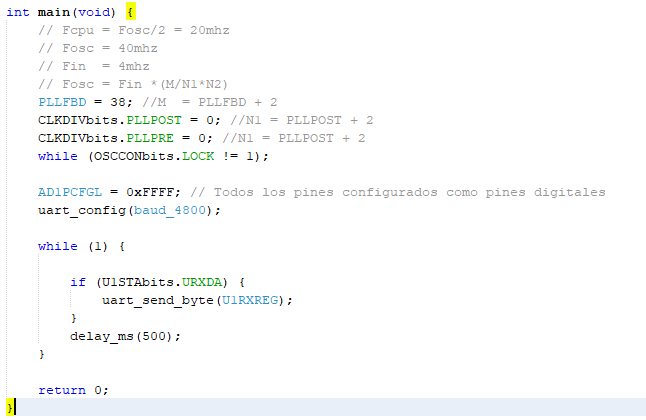 int main(void) {
// Fcpu = Fosc/2 = 20mhz
// Fosc = 40mhz
// Fin  = 4mhz
// Fosc = Fin *(M/N1*N2)
PLLFBD = 38; //M  = PLLFBD + 2
CLKDIVbits.PLLPOST = 0; //N1 = PLLPOST + 2
CLKDIVbits.PLLPRE = 0; //N1 = PLLPOST + 2
while (OSCCONbits.LOCK != 1);
AD1PCFGL = 0xFFFF; // Todos los pines configurados como pines digitales
uart_config(baud_4800);
while (1) {
if (U1STAbits.URXDA) {
uart_send_byte(U1RXREG);
}
delay_ms(500);
}
return 0;
}